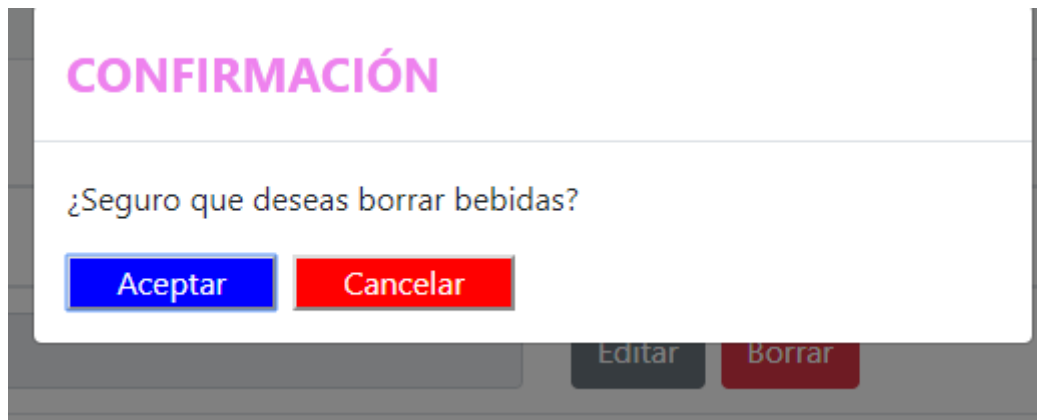 CONFIRMACIÓN
¿Seguro que deseas borrar bebidas?
Aceptar Cancelar
Editar Borrar